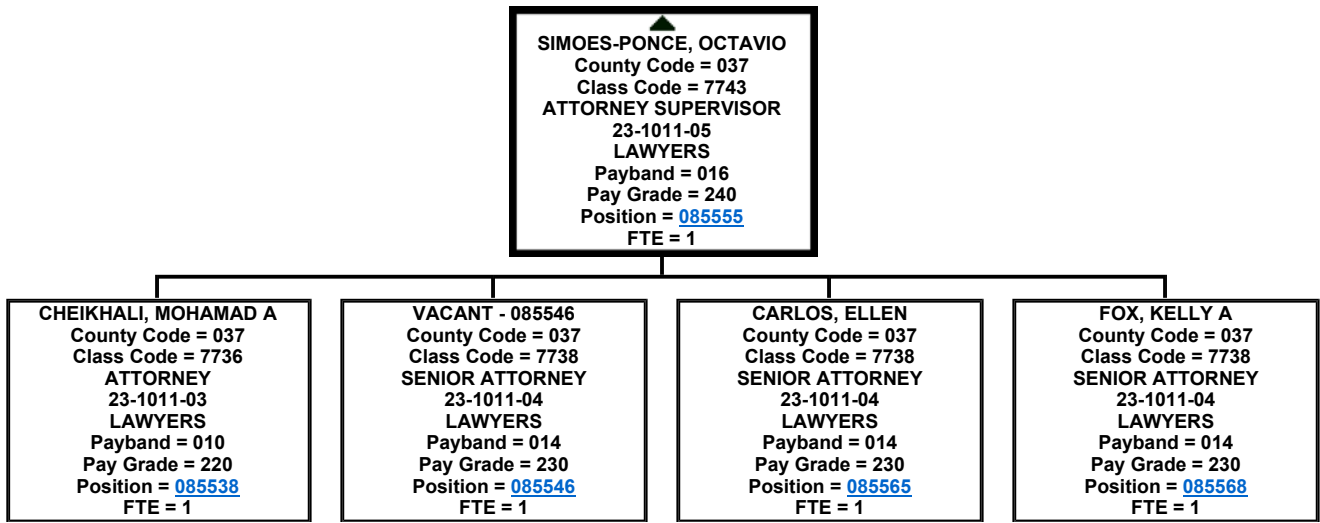 SIMOES-PONCE, OCTAVIO
County Code = 037
Class Code = 7743
ATTORNEY SUPERVISOR
23-1011-05
LAWYERS
Payband = 016
Pay Grade = 240
Position = 085555
FTE = 1
CHEIKHALI, MOHAMAD A
County Code = 037
Class Code = 7736
ATTORNEY
23-1011-03
LAWYERS
Payband = 010
Pay Grade = 220
Position = 085538
FTE = 1
VACANT - 085546
County Code = 037
Class Code = 7738
SENIOR ATTORNEY
23-1011-04
LAWYERS
Payband = 014
Pay Grade = 230
Position = 085546
FTE = 1
CARLOS, ELLEN
County Code = 037
Class Code = 7738
SENIOR ATTORNEY
23-1011-04
LAWYERS
Payband = 014
Pay Grade = 230
Position = 085565
FTE = 1
FOX, KELLY A
County Code = 037
Class Code = 7738
SENIOR ATTORNEY
23-1011-04
LAWYERS
Payband = 014
Pay Grade = 230
Position = 085568
FTE = 1